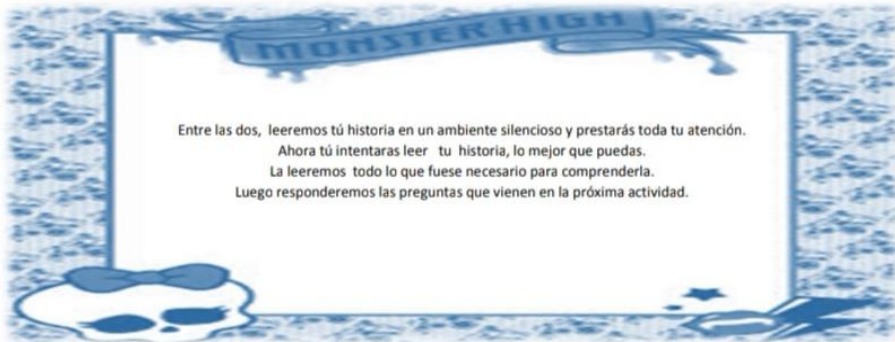 MONSTER HIGH
Entre las dos, leeremos tú historia en un ambiente silencioso y prestarás toda tu atención.
Ahora tú intentaras leer tu historia, lo mejor que puedas.
La leeremos todo lo que fuese necesario para comprenderla.
Luego responderemos las preguntas que vienen en la próxima actividad.